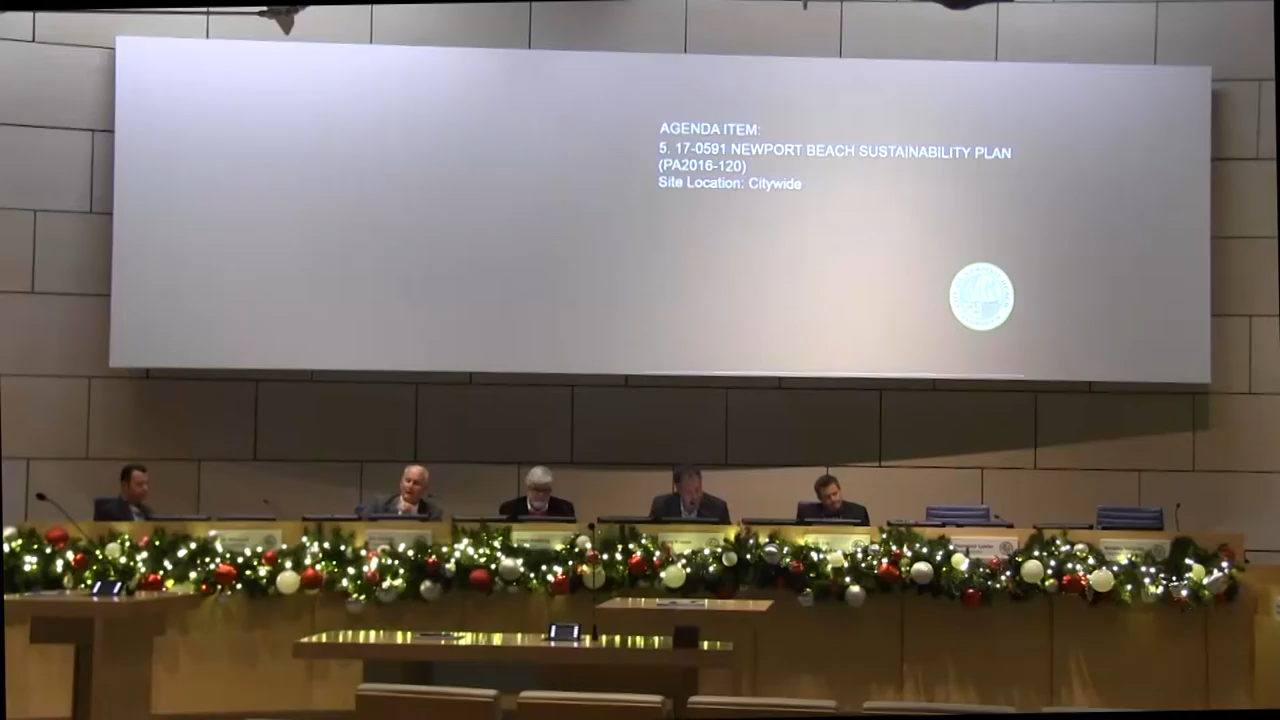 AGENDA ITEM:
5. 17-0591 NEWPORT BEACH SUSTAINABILITY PLAN
(PA2016-120)
Site Location: Citywide